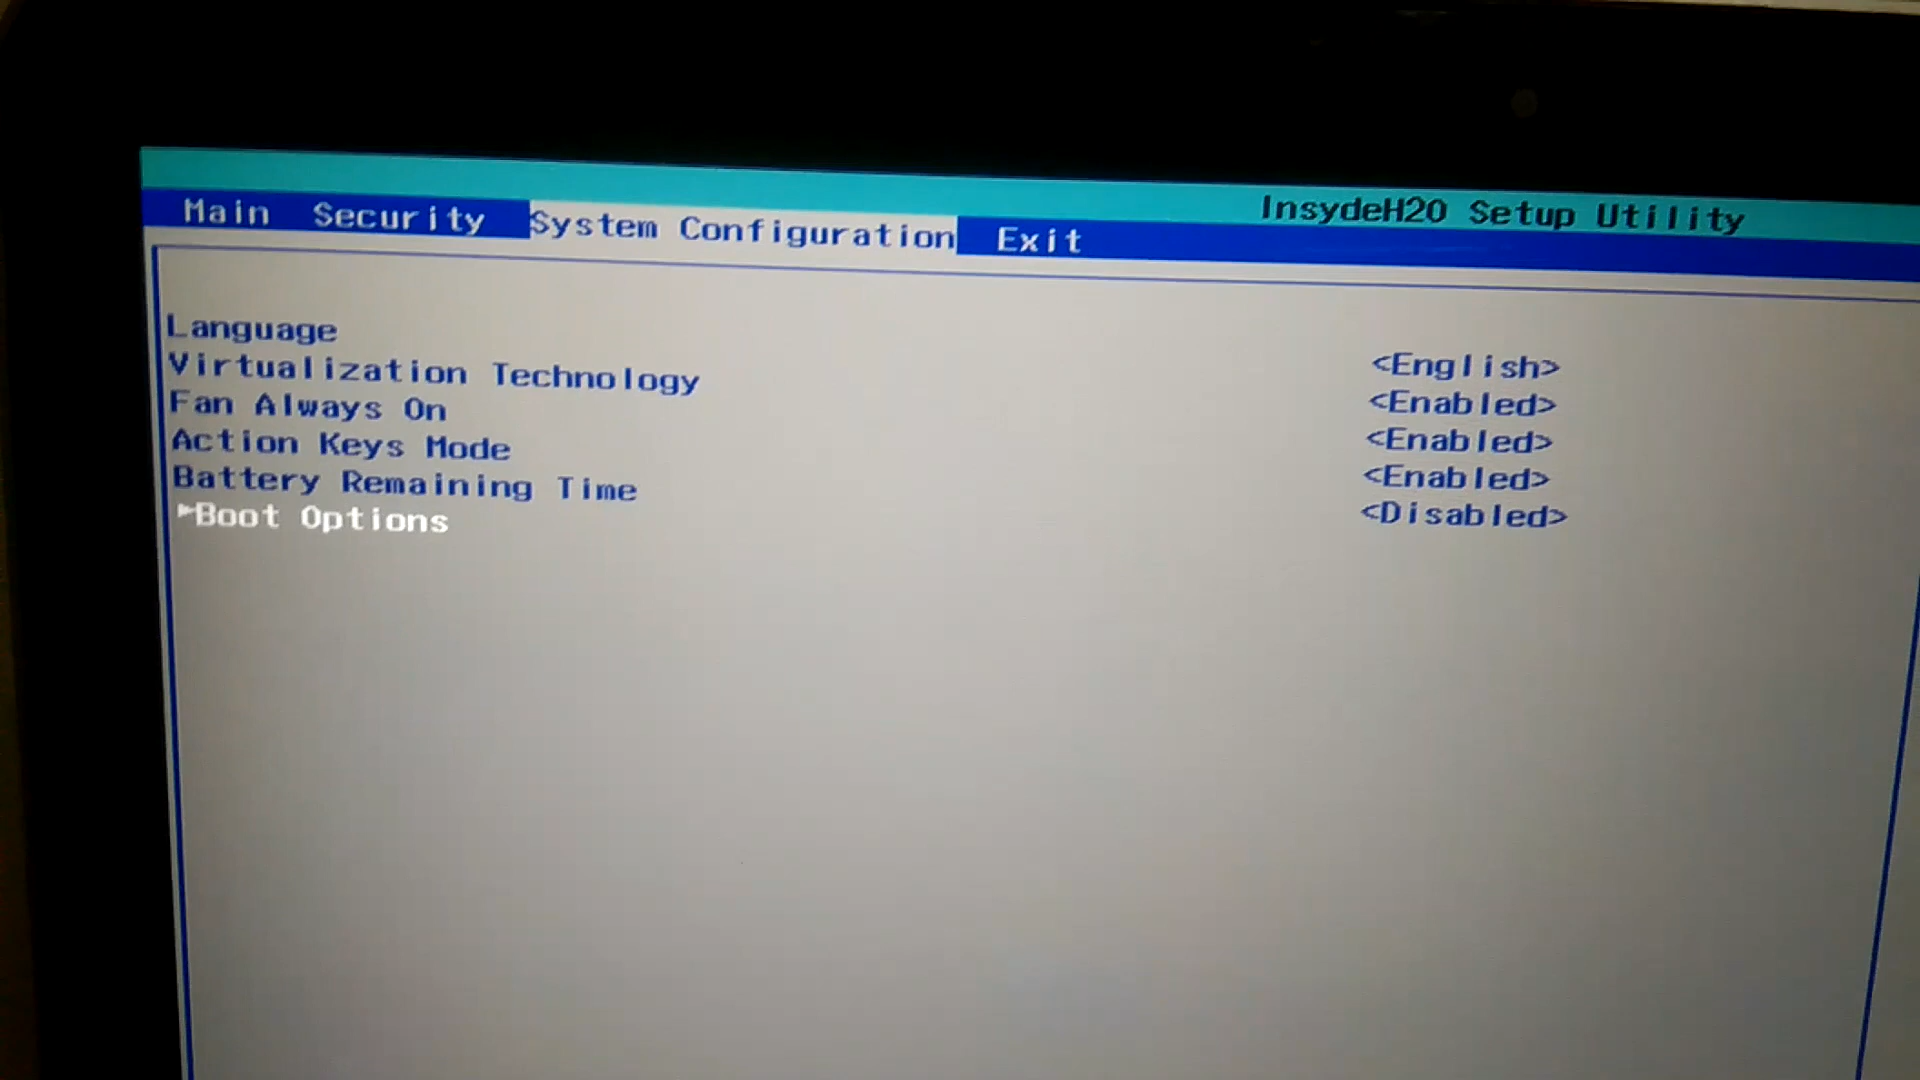 InsydeH20 Setup Utility
Main Security System Configuration Exit
Language <English>
Virtualization Technology <Enabled>
Fan Always On <Enabled>
Action Keys Mode <Enabled>
Battery Remaining Time <Disabled>
►Boot Options